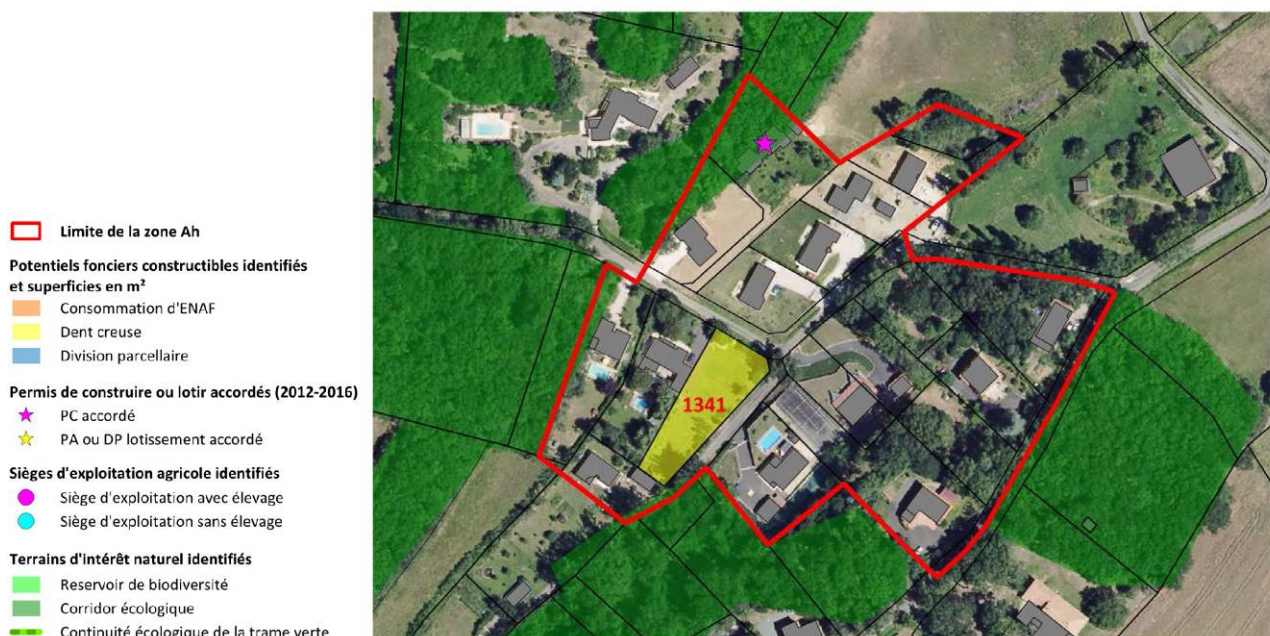 Limite de la zone Ah
Potentiels fonciers constructibles identifiés
et superficies en m²
Consommation d'ENAF
Dent creuse
Division parcellaire
Permis de construire ou lotir accordés (2012-2016)
PC accordé
PA ou DP lotissement accordé
Sièges d'exploitation agricole identifiés
Siège d'exploitation avec élevage
Siège d'exploitation sans élevage
Terrains d'intérêt naturel identifiés
Reservoir de biodiversité
Corridor écologique
Continuité écologique de la trame verte
1341